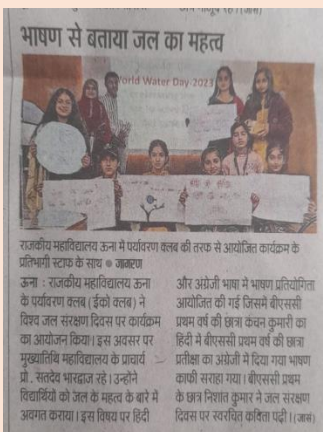 भाषण से बताया जल का महत्व
World Water Day-2023
राजकीय महाविद्यालय ऊना में पर्यावरण क्लब की तरफ से आयोजित कार्यक्रम के
प्रतिभागी स्टाफ के साथ ● जागरण
ऊना : राजकीय महाविद्यालय ऊना
के पर्यावरण क्लब (ईको क्लब) ने
विश्व जल संरक्षण दिवस पर कार्यक्रम
का आयोजन किया। इस अवसर पर
मुख्यातिथि महाविद्यालय के प्राचार्य
प्रो. सतदेव भारद्वाज रहे। उन्होंने
विद्यार्थियों को जल के महत्व के बारे में
अवगत कराया। इस विषय पर हिंदी
और अंग्रेजी भाषा में भाषण प्रतियोगिता
आयोजित की गई जिसमें बीएससी
प्रथम वर्ष की छात्रा कंचन कुमारी का
हिंदी में बीएससी प्रथम वर्ष की छात्रा
प्रतीक्षा का अंग्रेजी में दिया गया भाषण
काफी सराहा गया। बीएससी प्रथम
के छात्र निशांत कुमार ने जल संरक्षण
दिवस पर स्वरचित कविता पढ़ी। (जासं)